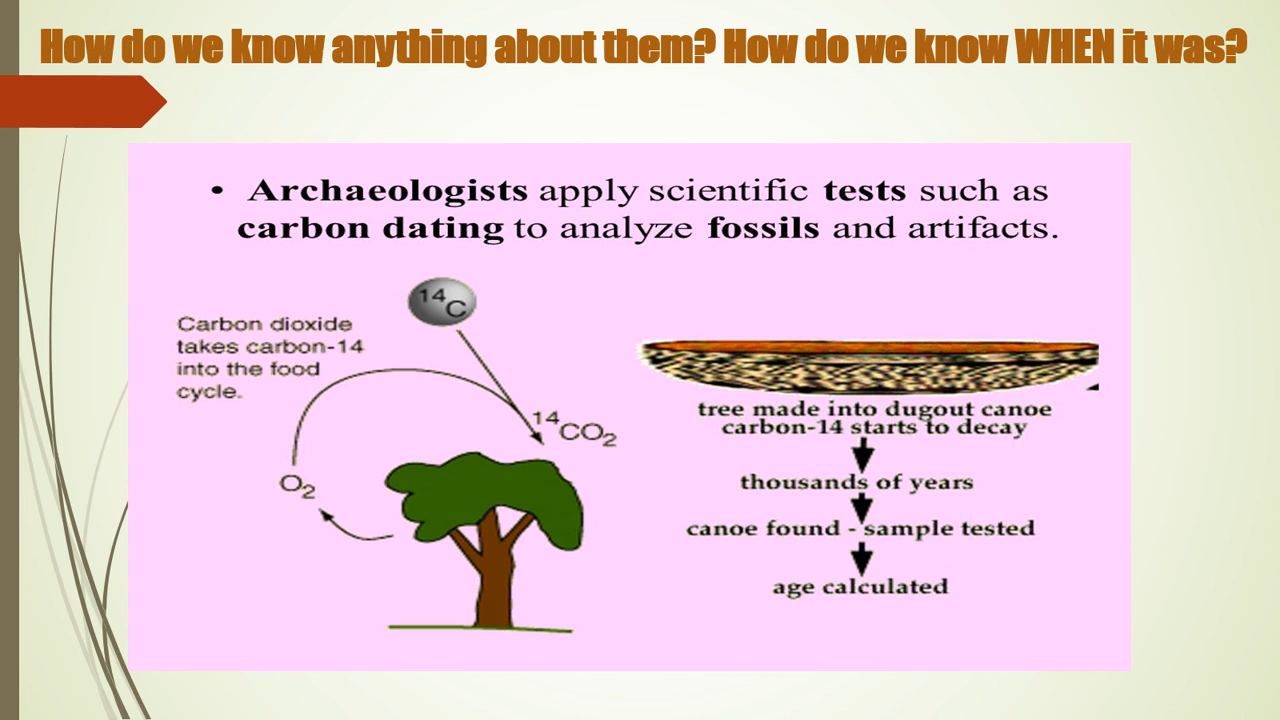 How do we know anything about them? How do we know WHEN it was?
• Archaeologists apply scientific tests such as
carbon dating to analyze fossils and artifacts.
¹⁴C
Carbon dioxide
takes carbon-14
into the food
cycle.
¹⁴CO₂
O₂
tree made into dugout canoe
carbon-14 starts to decay
thousands of years
canoe found - sample tested
age calculated